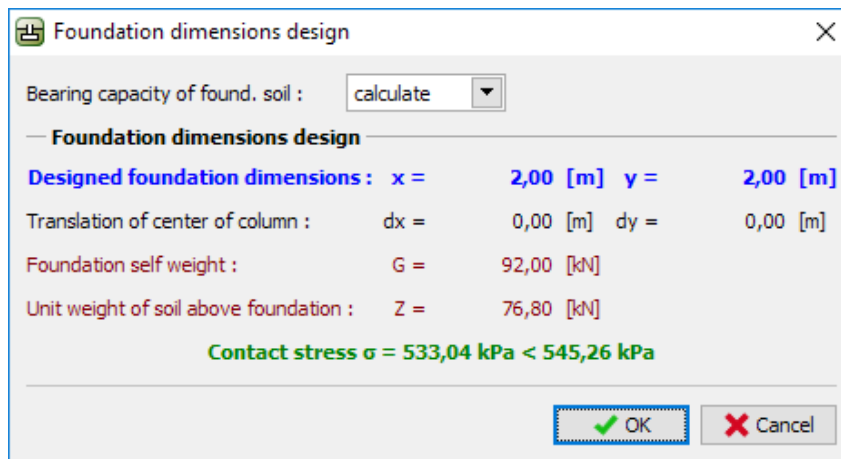 Foundation dimensions design
Bearing capacity of found. soil : calculate
Foundation dimensions design
Designed foundation dimensions : x = 2,00 [m] y = 2,00 [m]
Translation of center of column : dx = 0,00 [m] dy = 0,00 [m]
Foundation self weight : G = 92,00 [kN]
Unit weight of soil above foundation : Z = 76,80 [kN]
Contact stress σ = 533,04 kPa < 545,26 kPa
OK Cancel